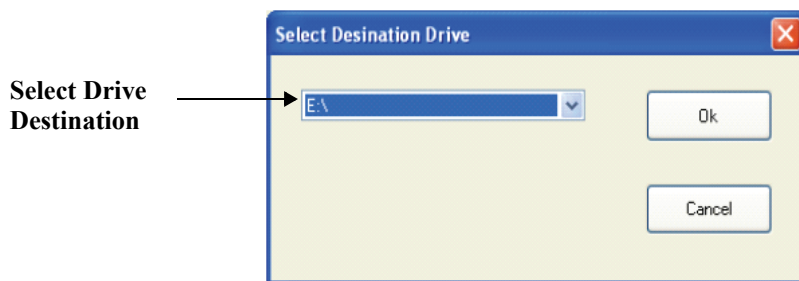 Select Desination Drive
Select Drive
Destination
E:\
Ok
Cancel